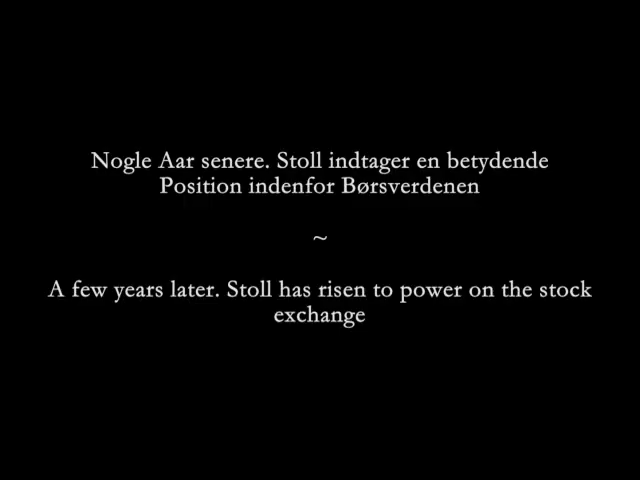 Nogle Aar senere. Stoll indtager en betydende
Position indenfor Børsverdenen
~
A few years later. Stoll has risen to power on the stock
exchange